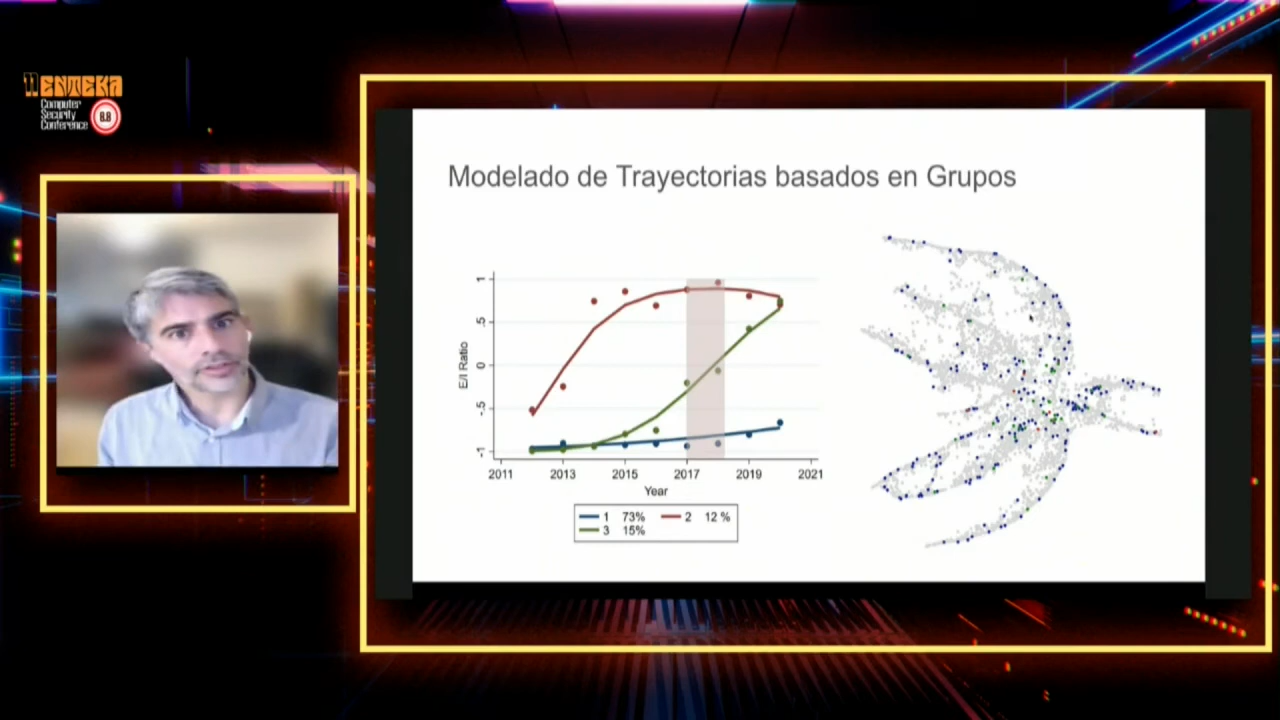 11ENTEKA
Computer
Security
Conference
8.8
Modelado de Trayectorias basados en Grupos
1
.5
0
-.5
-1
E/I Ratio
2011 2013 2015 2017 2019 2021
Year
1 73% 2 12 %
3 15%